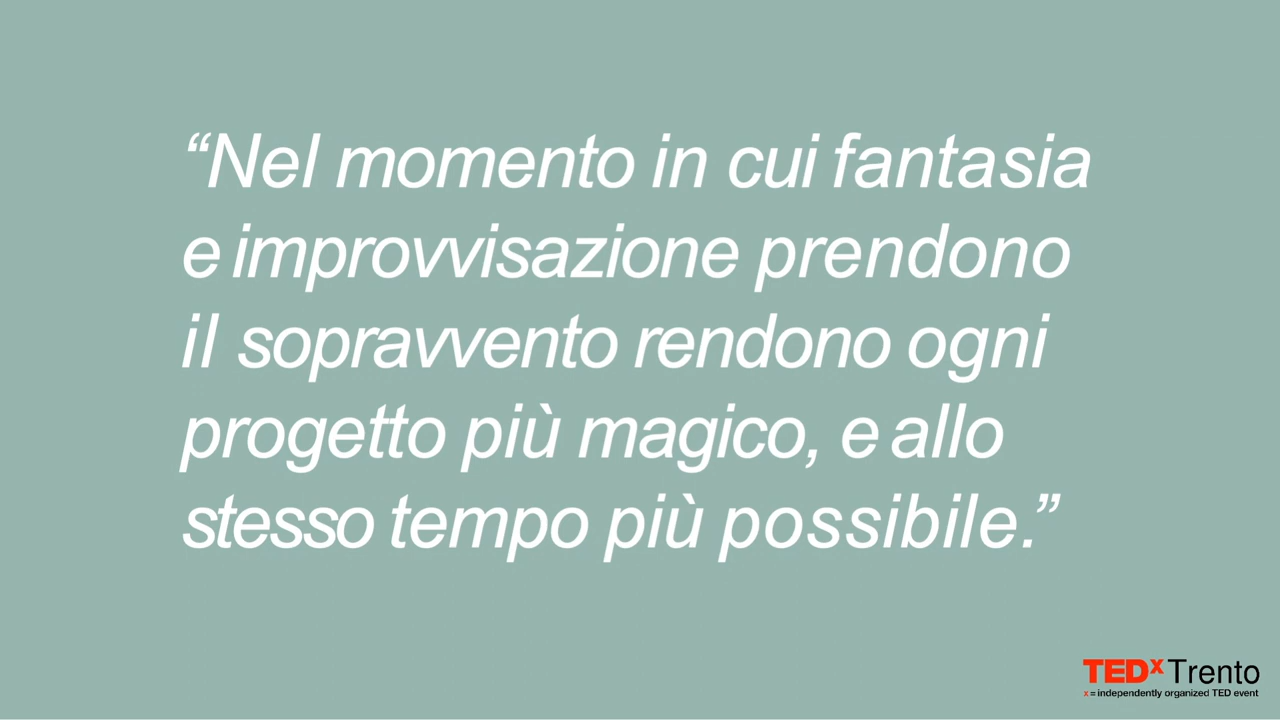 “Nel momento in cui fantasia
e improvvisazione prendono
il sopravvento rendono ogni
progetto più magico, e allo
stesso tempo più possibile.”
TEDxTrento
x = independently organized TED event